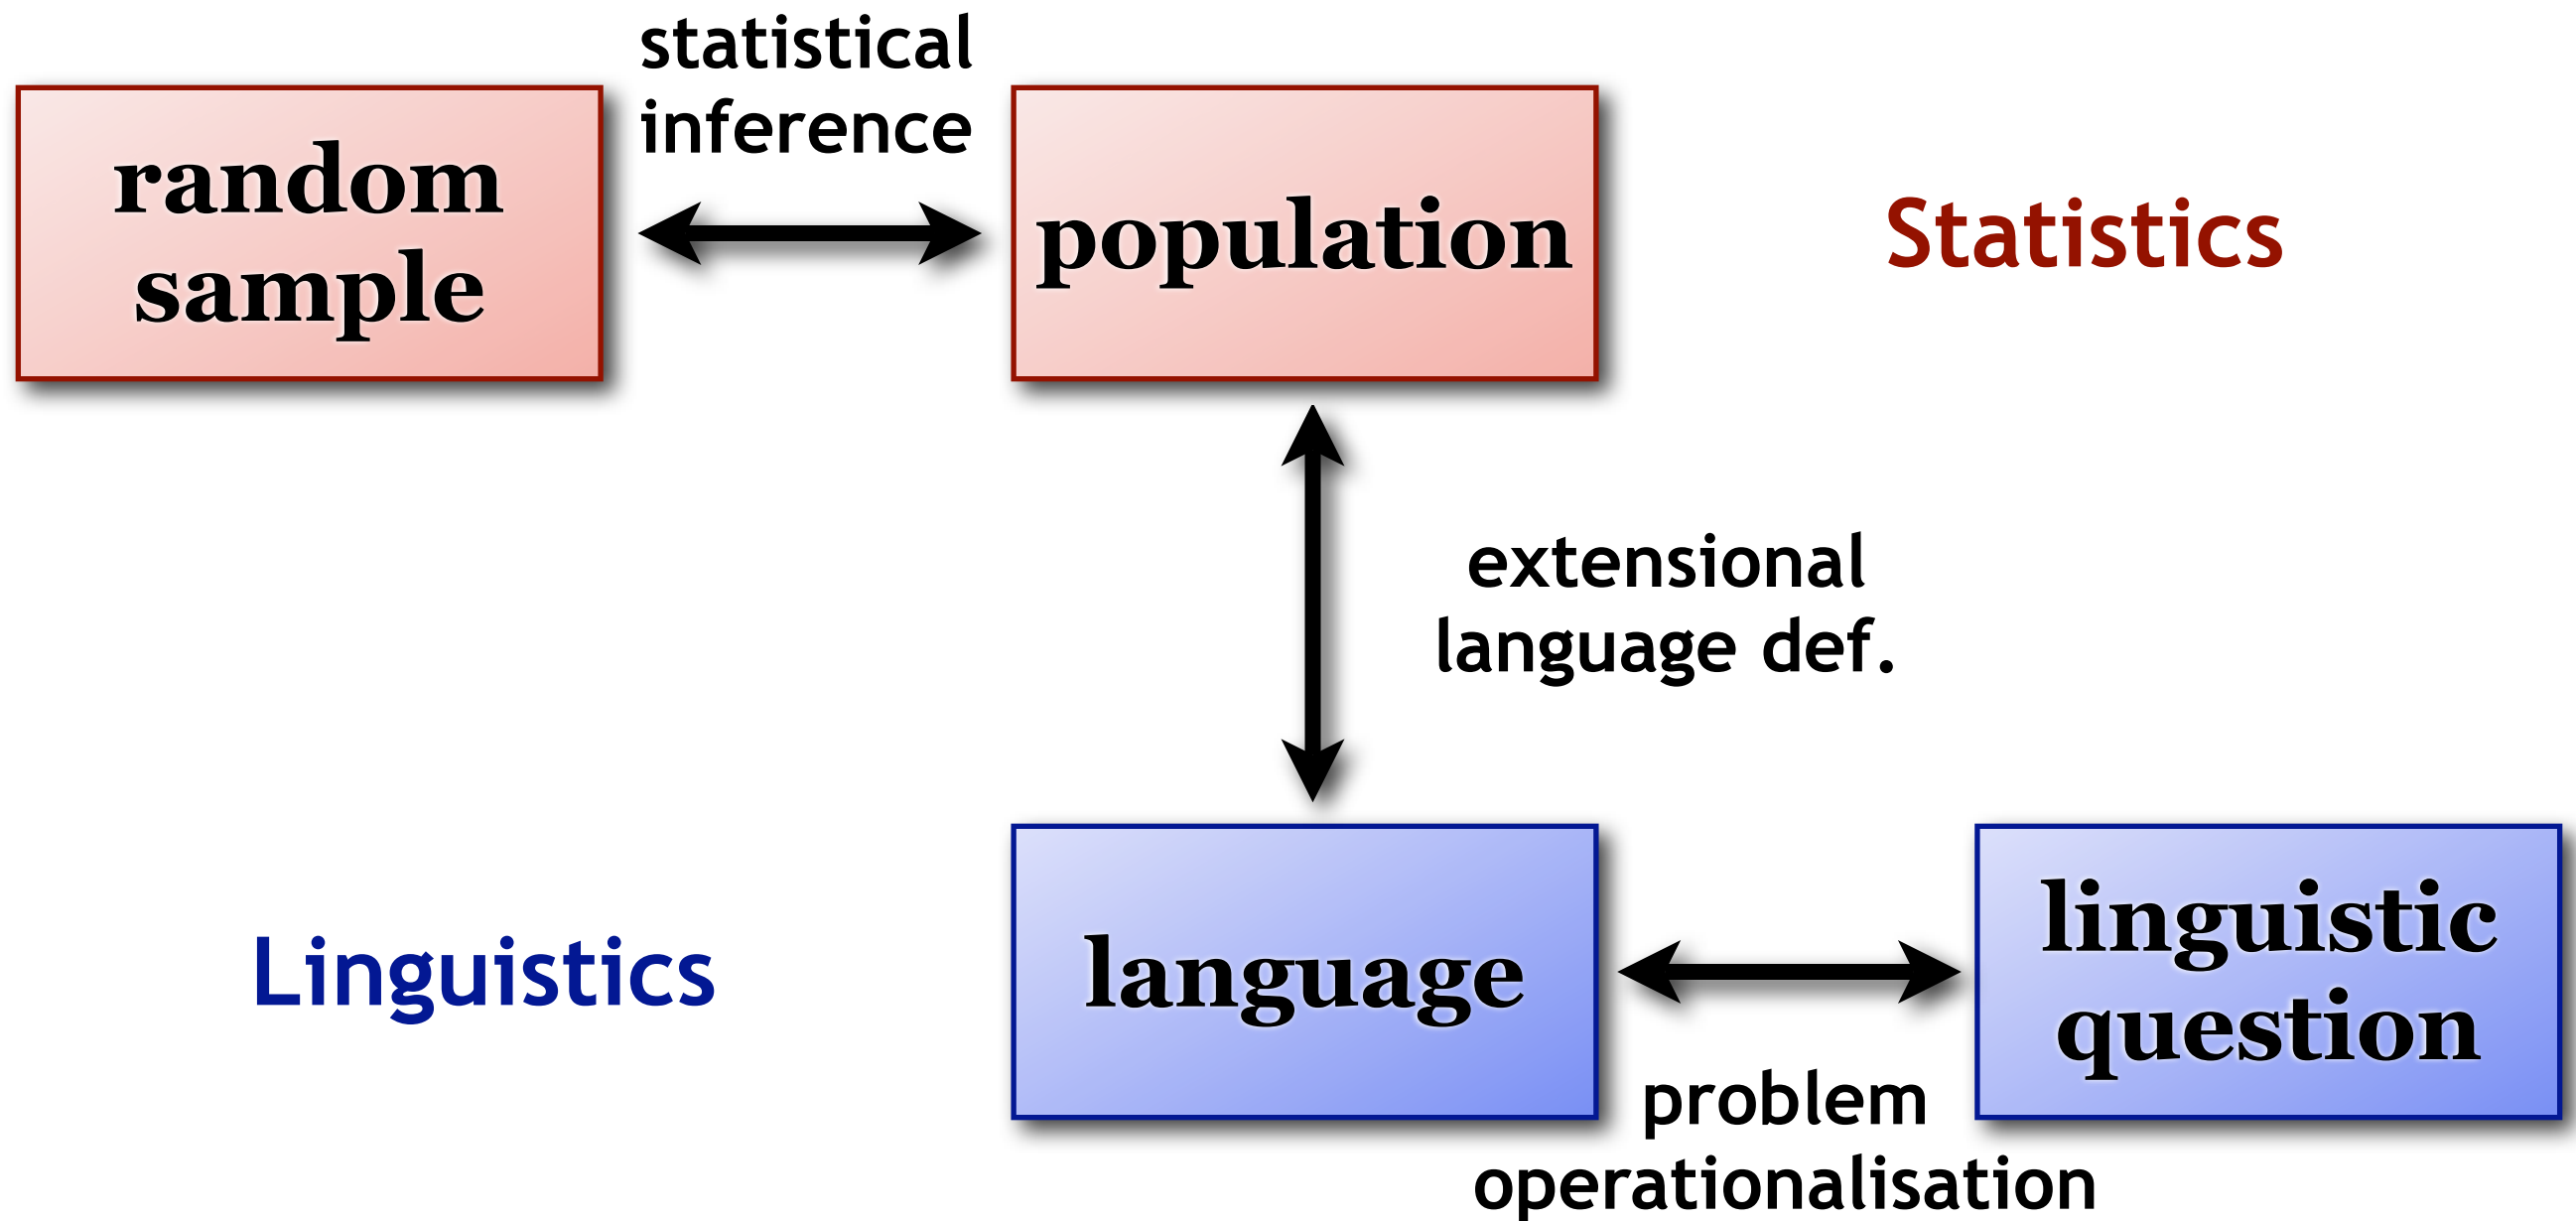 statistical
inference
random
sample
population
Statistics
extensional
language def.
Linguistics
language
linguistic
question
problem
operationalisation